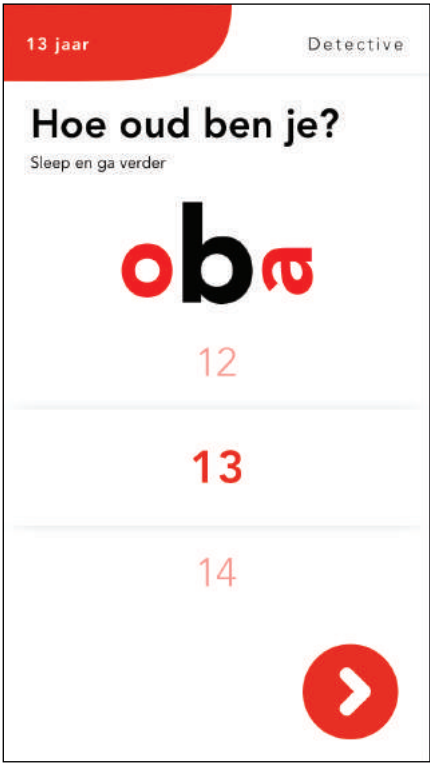 13 jaar
Detective
Hoe oud ben je?
Sleep en ga verder
oba
12
13
14